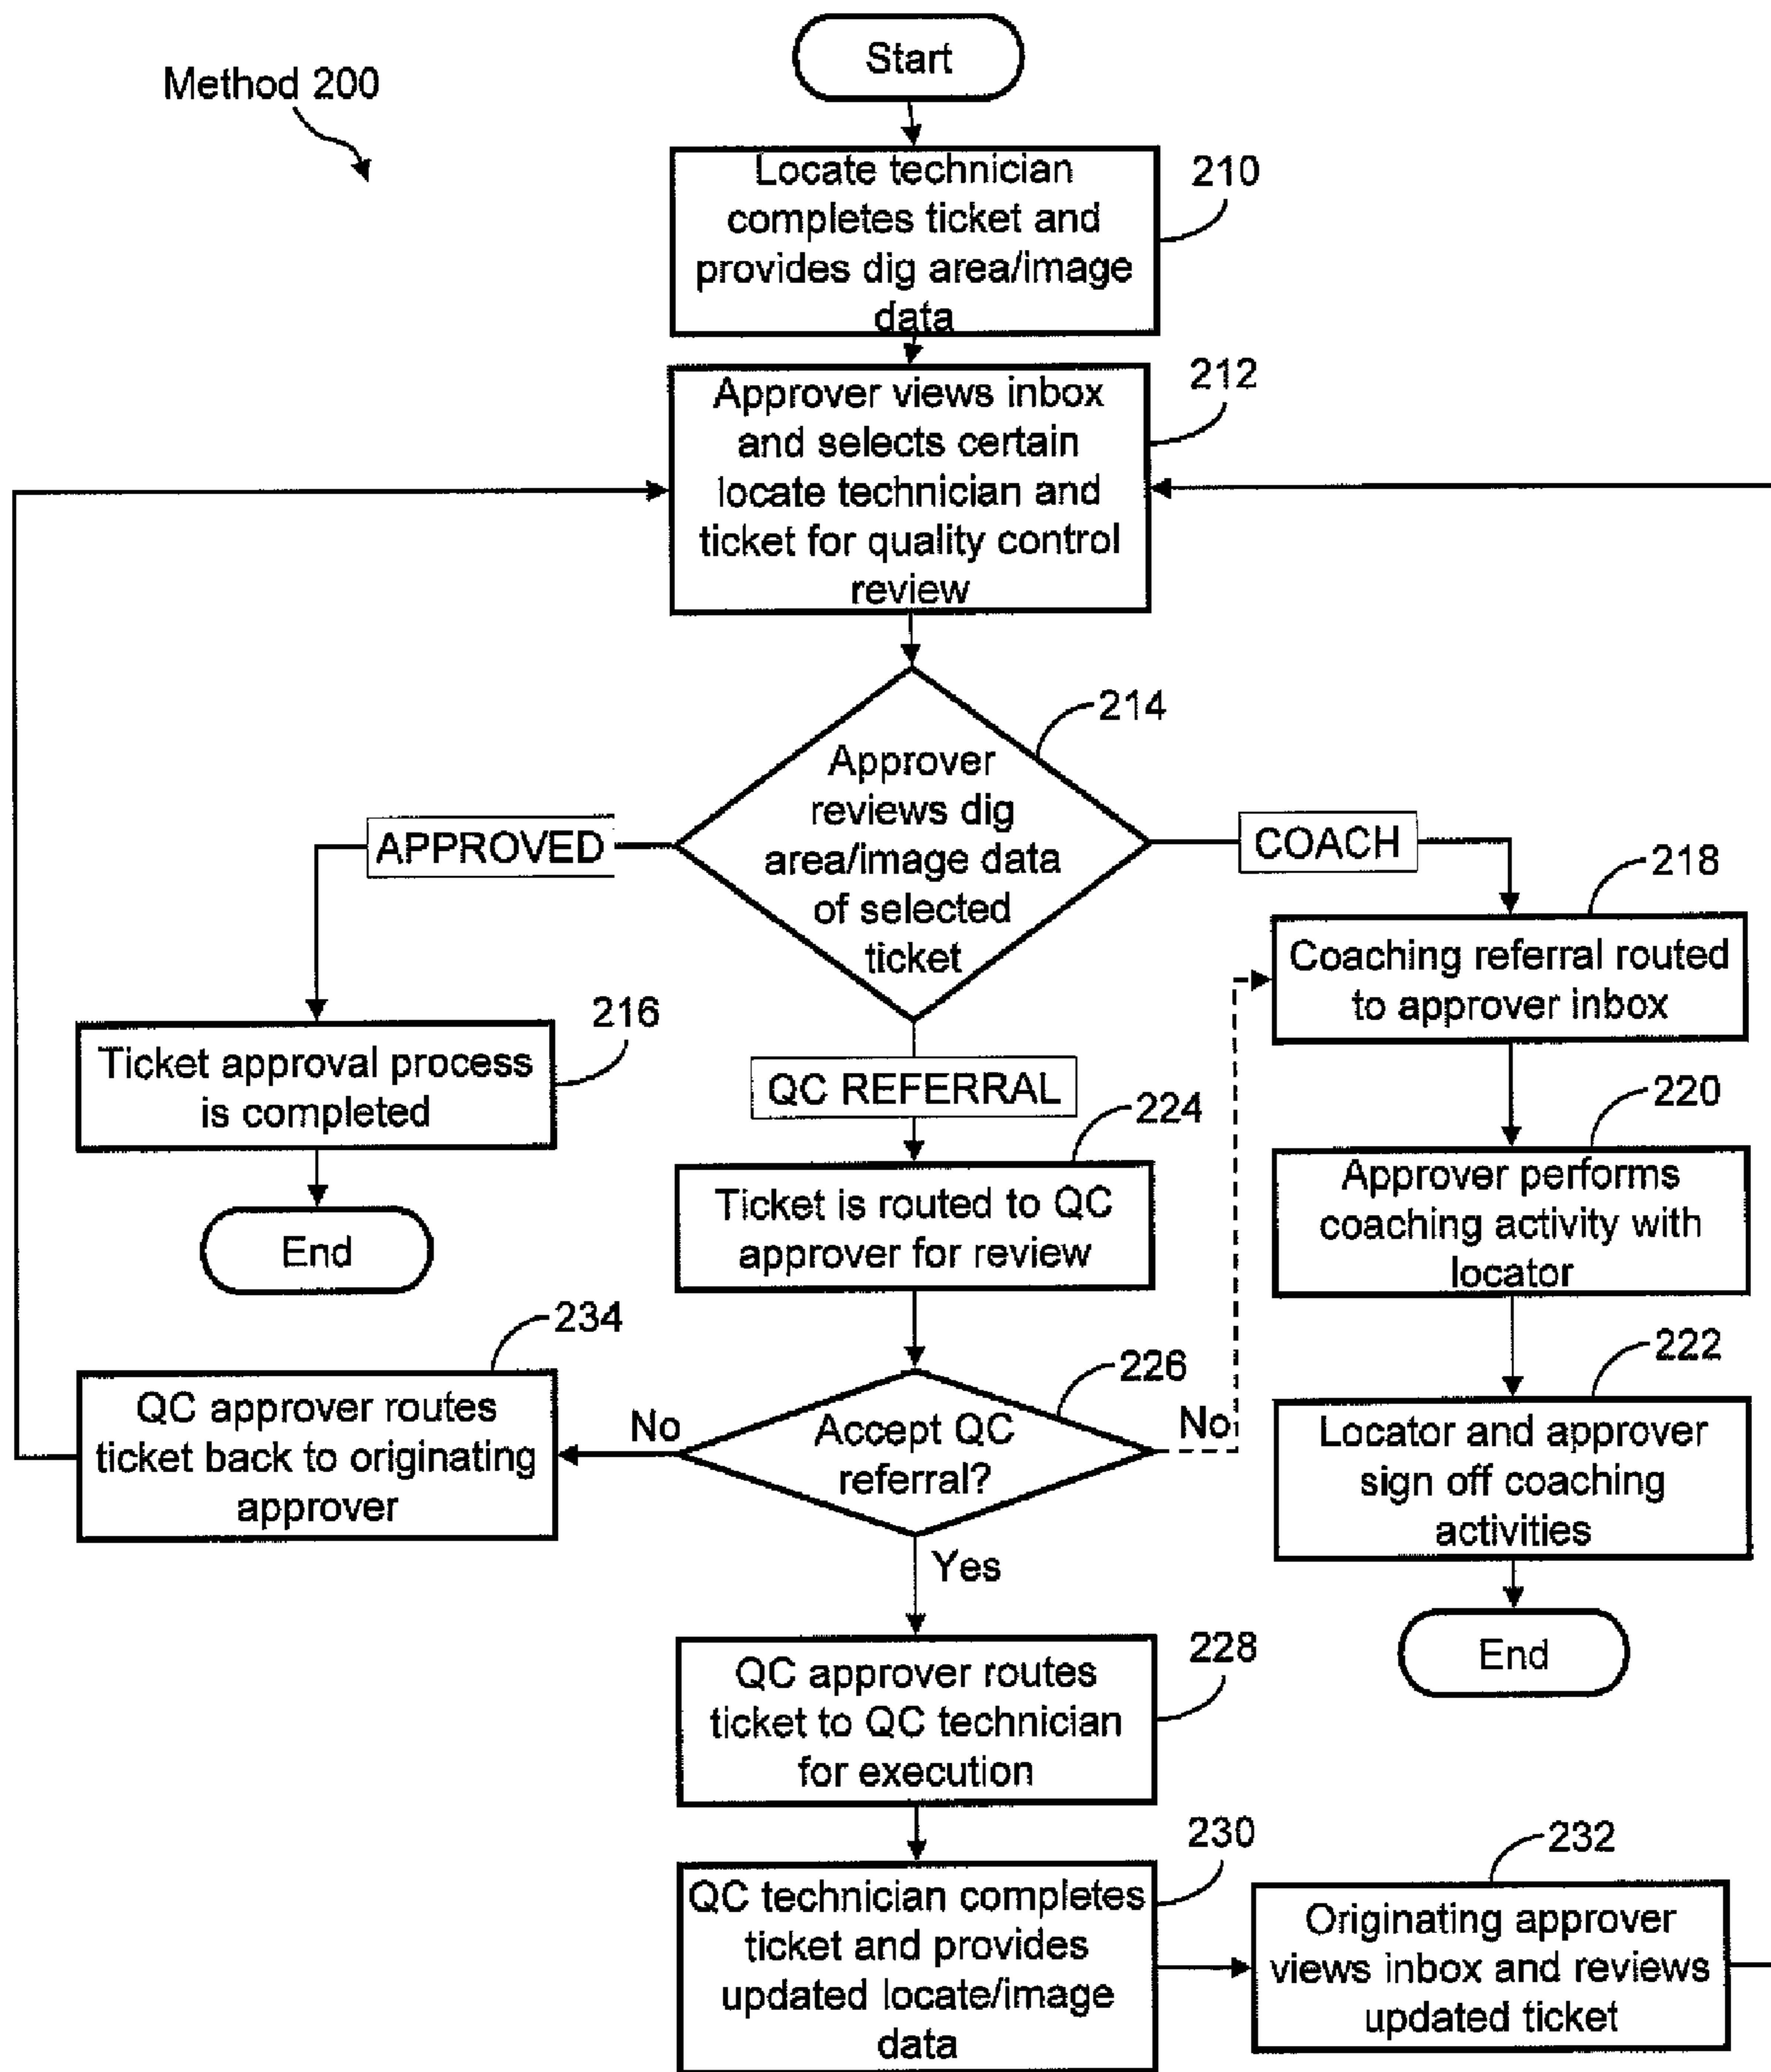 Start
Method 200
Locate technician
completes ticket and
provides dig area/image
data
210
Approver views inbox
and selects certain
locate technician and
ticket for quality control
review
212
214
Approver
reviews dig
area/image data
of selected
ticket
APPROVED
COACH
218
Coaching referral routed
to approver inbox
216
Ticket approval process
is completed
QC REFERRAL
224
220
Ticket is routed to QC
approver for review
Approver performs
coaching activity with
locator
End
234
226
222
QC approver routes
ticket back to originating
approver
No
Accept QC
referral?
No
Locator and approver
sign off coaching
activities
Yes
End
QC approver routes
ticket to QC technician
for execution
228
230
232
QC technician completes
ticket and provides
updated locate/image
data
Originating approver
views inbox and reviews
updated ticket